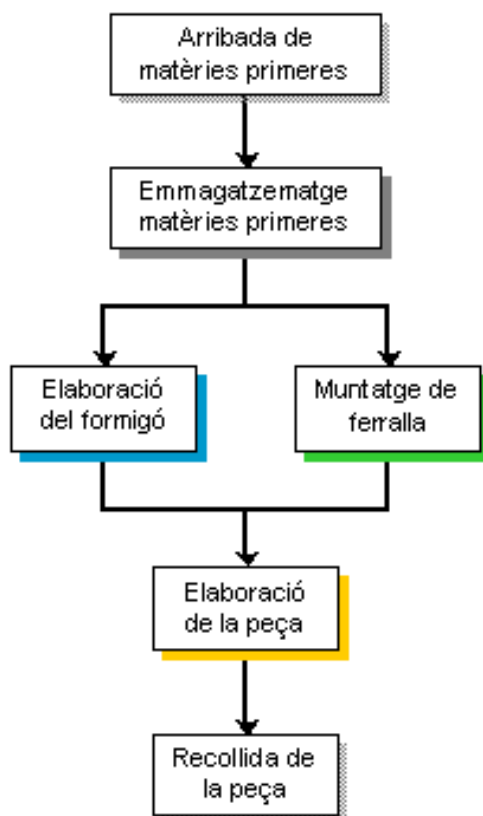 Arribada de
matèries primeres
Emmagatzematge
matèries primeres
Elaboració
del formigó
Muntatge de
ferralla
Elaboració
de la peça
Recollida de
la peça